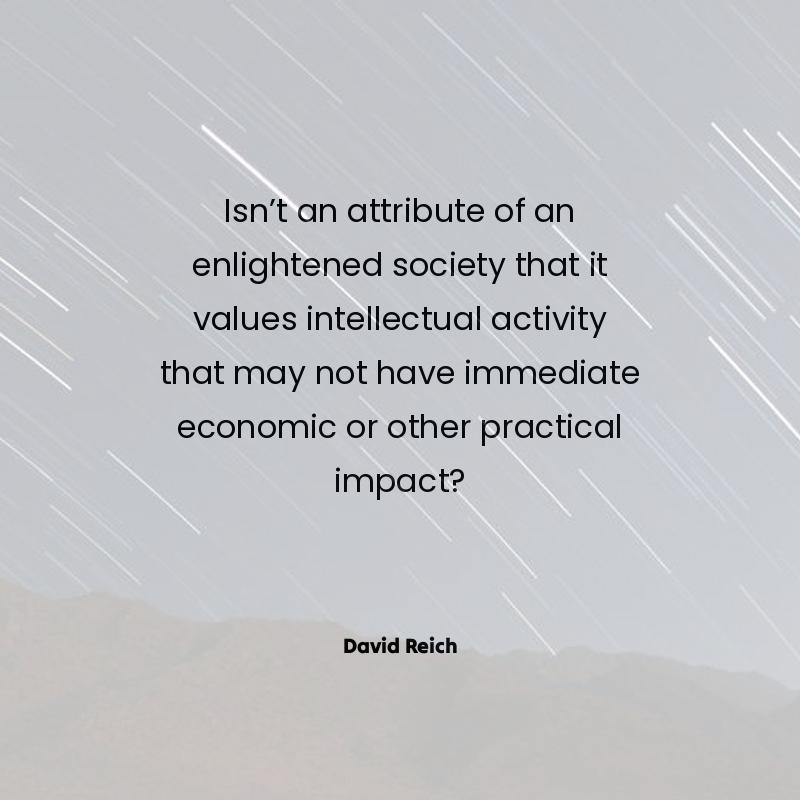 Isn’t an attribute of an
enlightened society that it
values intellectual activity
that may not have immediate
economic or other practical
impact?
David Reich